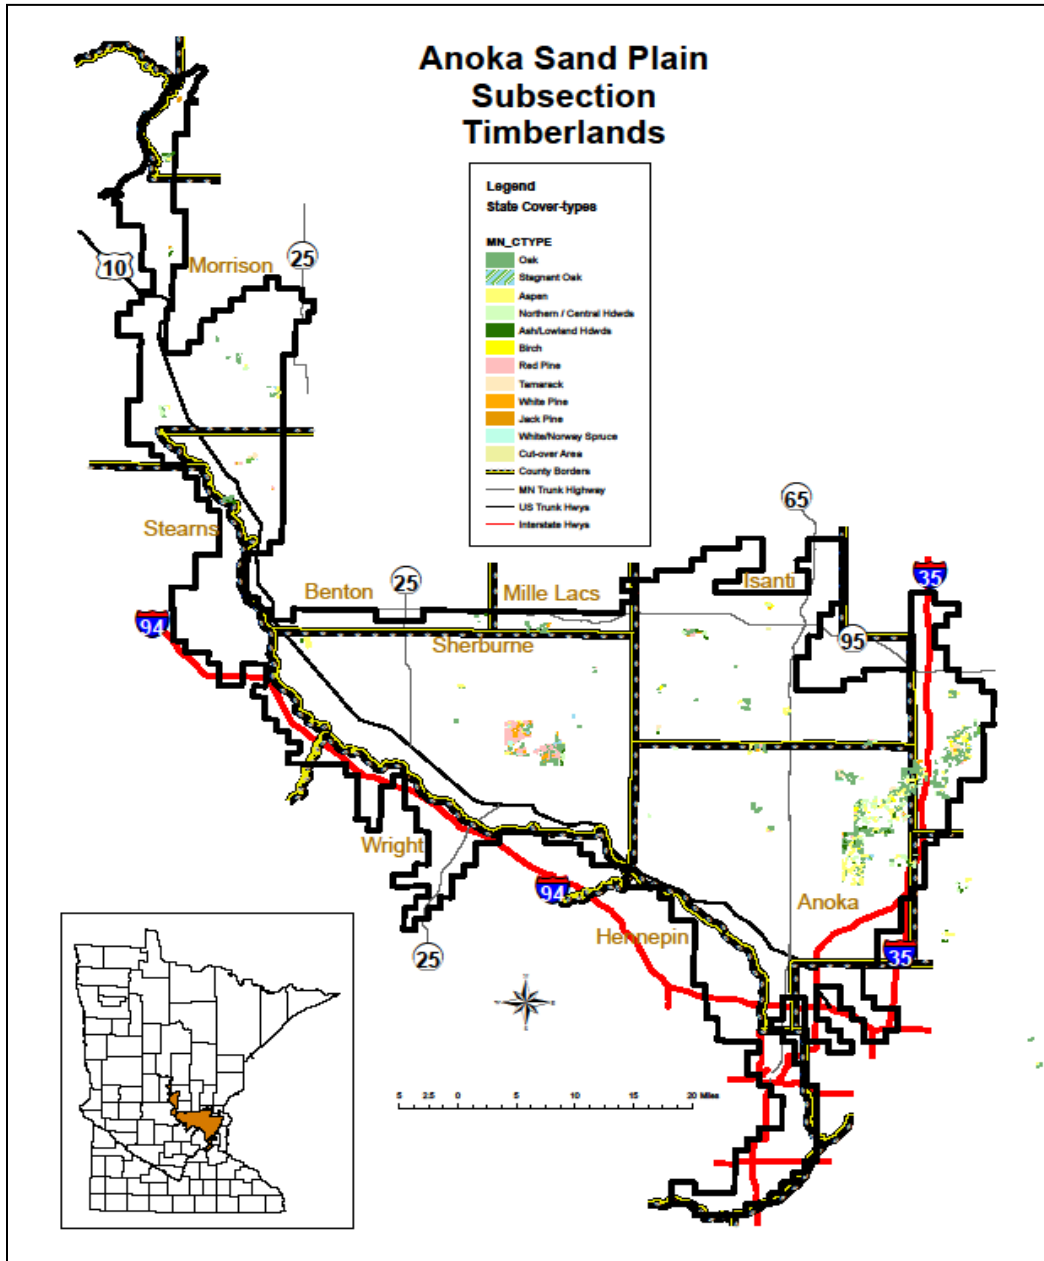 Anoka Sand Plain
Subsection
Timberlands
Legend
State Cover-types
MN_CTYPE
Oak
Stagnant Oak
Aspen
Northern / Central Hdwds
Ash/Lowland Hdwds
Birch
Red Pine
Tamarack
White Pine
Jack Pine
White/Norway Spruce
Cut-over Area
County Borders
MN Trunk Highway
US Trunk Hwys
Interstate Hwys
10
Morrison
25
65
Stearns
Benton
25
Mille Lacs
Isanti
35
94
Sherburne
95
Wright
94
Anoka
Hennepin
25
35
5 2.5 0 5 10 15 20 Miles